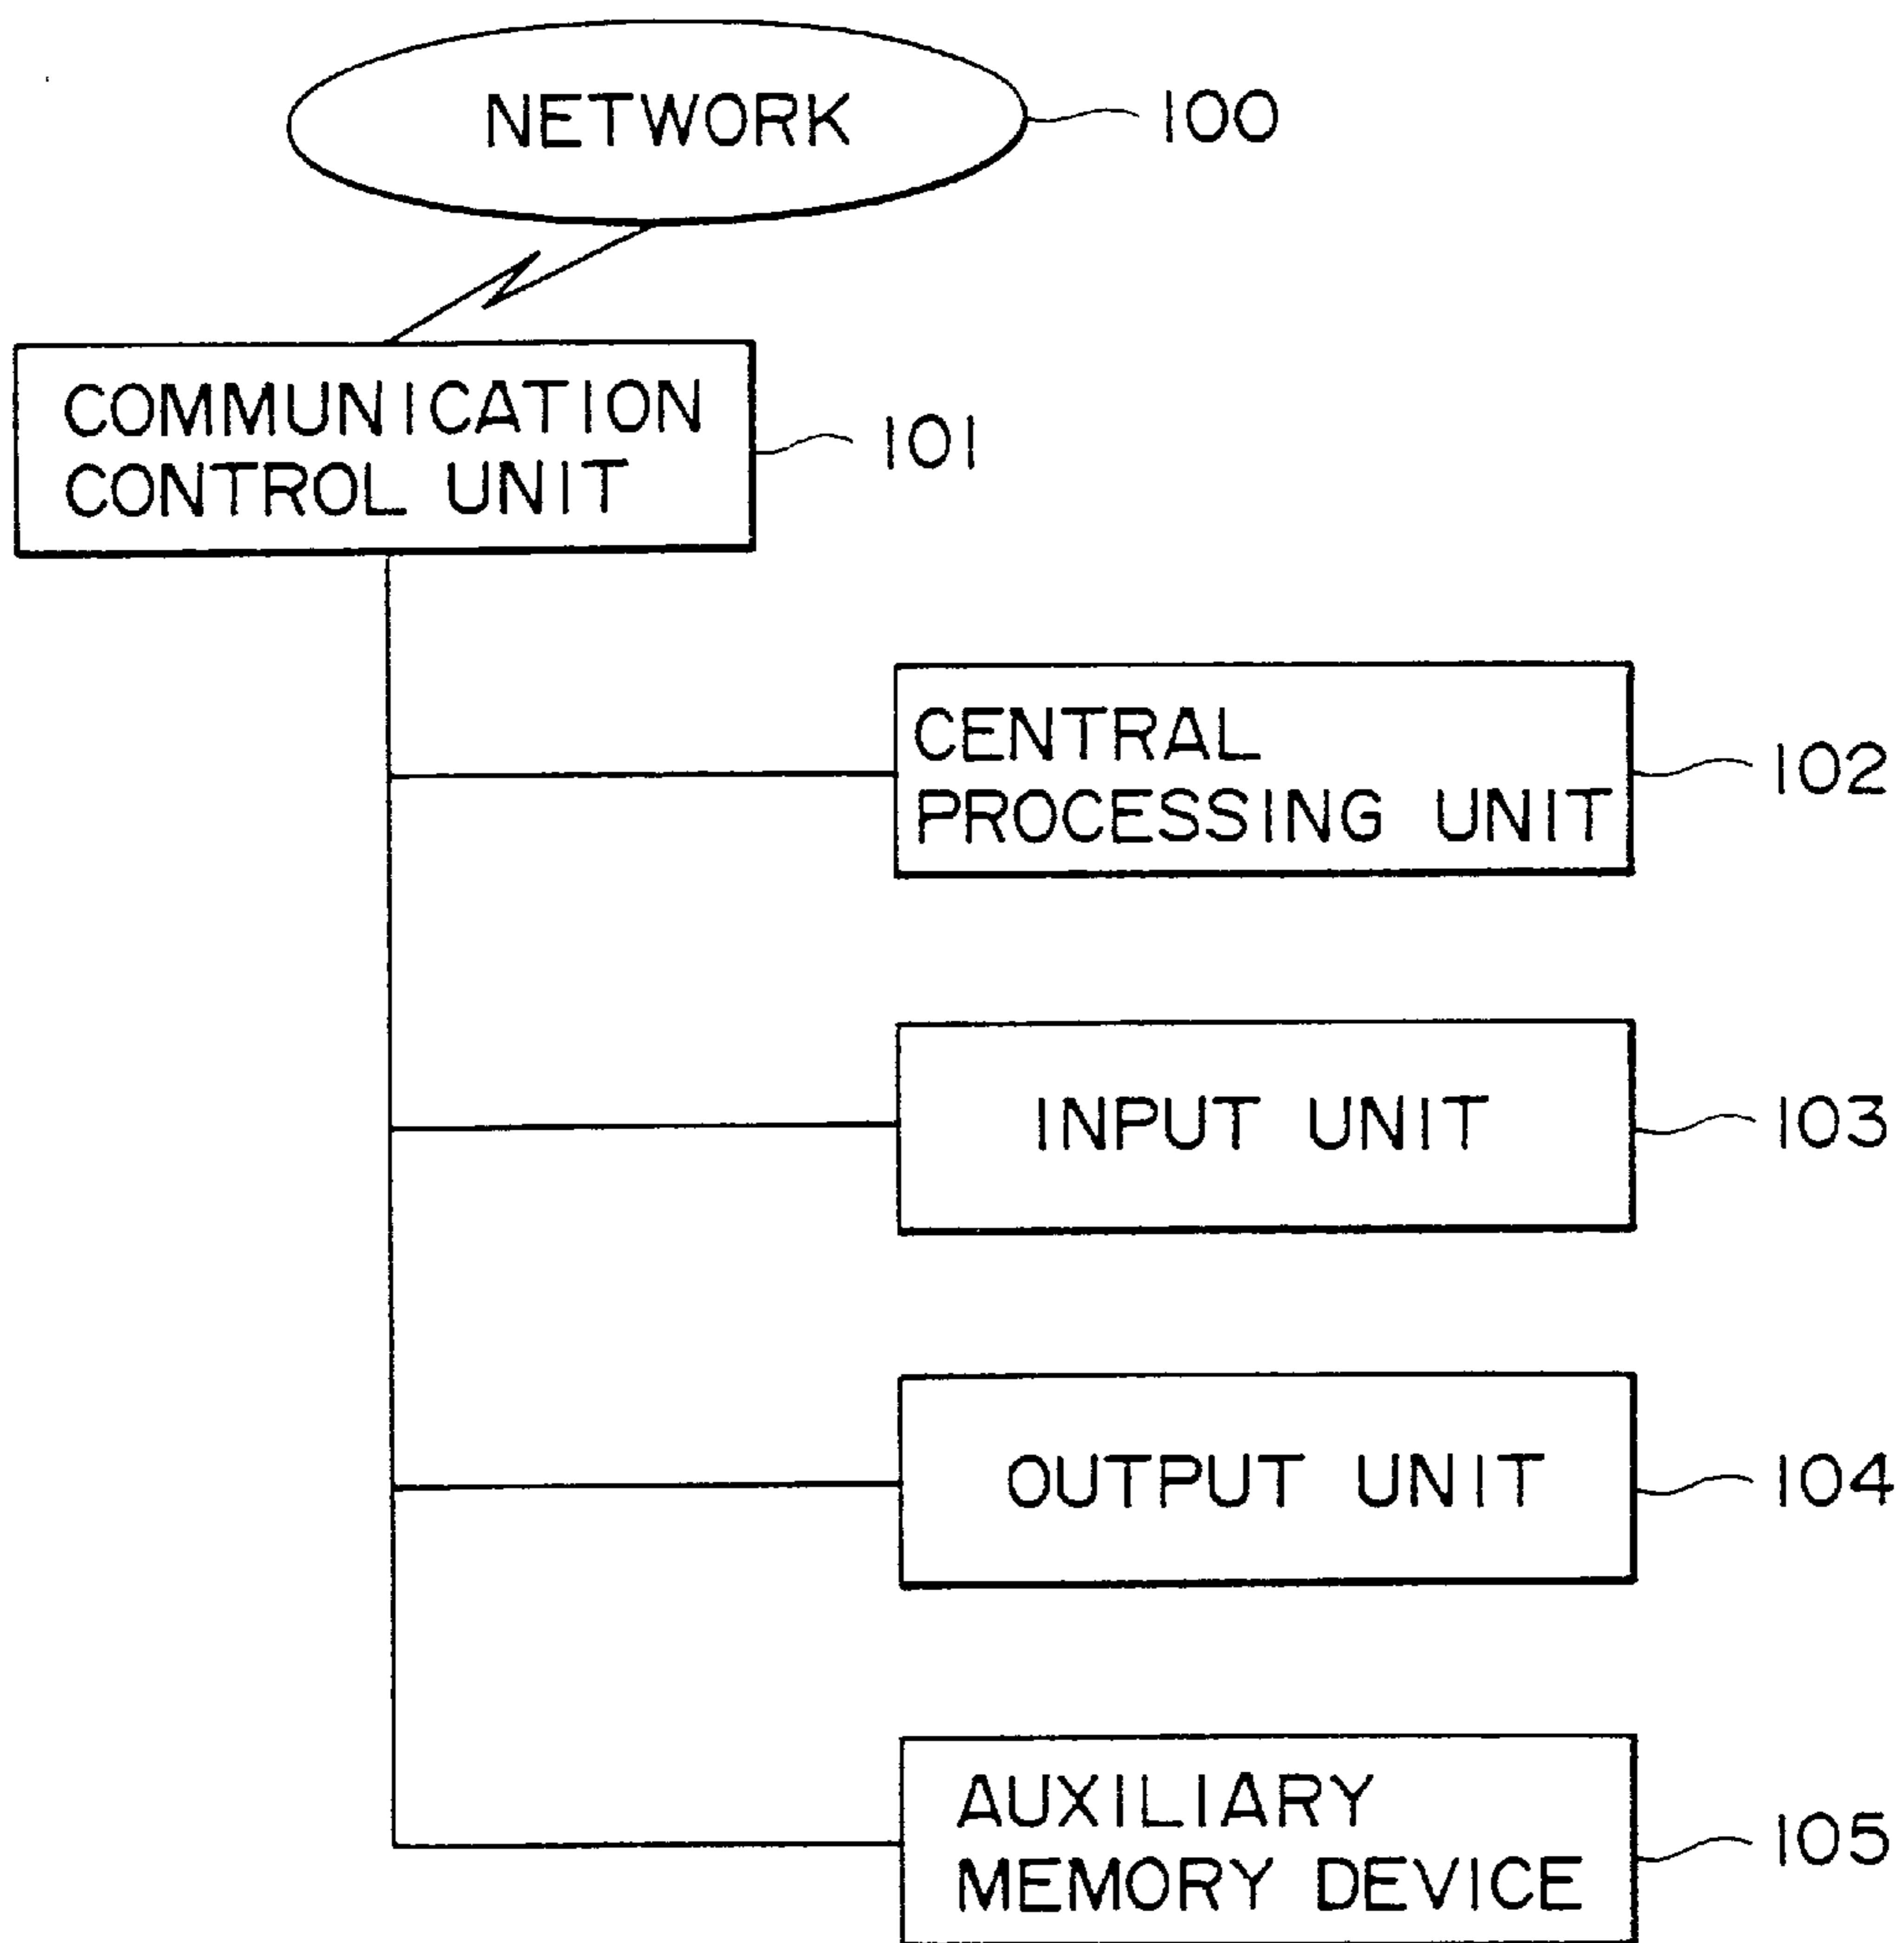 NETWORK
100
COMMUNICATION
CONTROL UNIT
101
CENTRAL
PROCESSING UNIT
102
INPUT UNIT
103
OUTPUT UNIT
104
AUXILIARY
MEMORY DEVICE
105